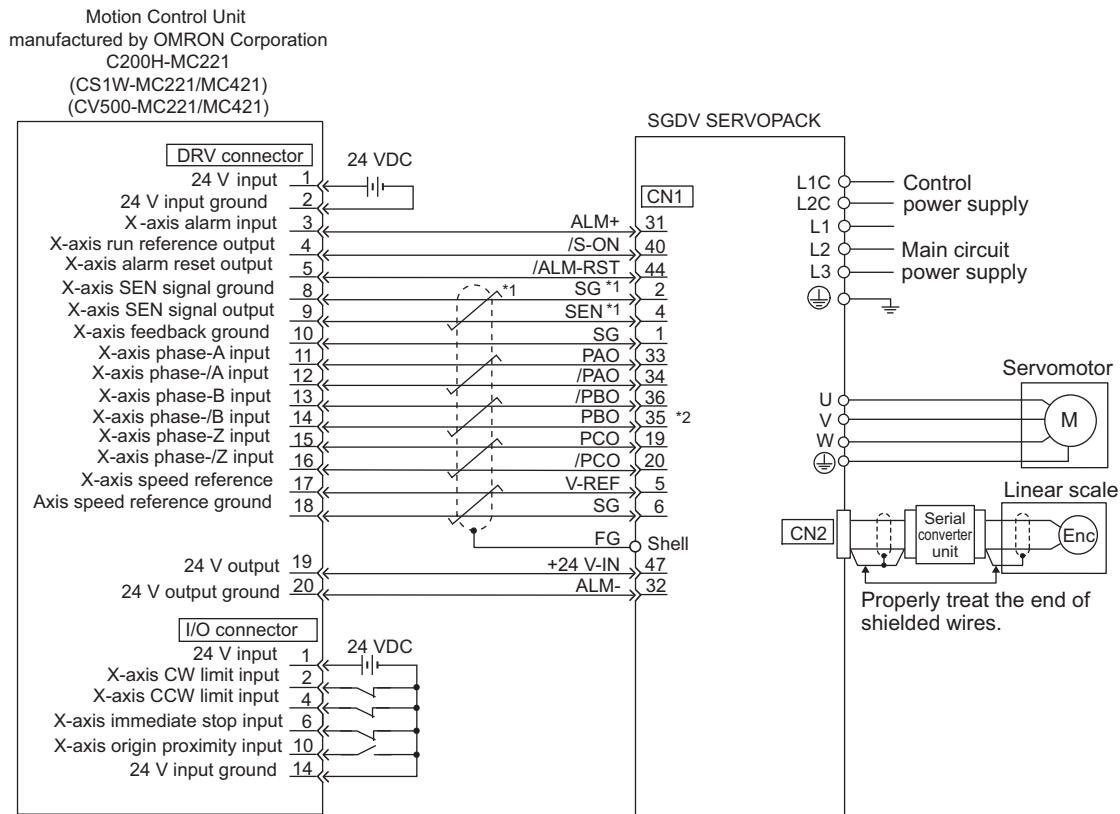 Motion Control Unit
manufactured by OMRON Corporation
C200H-MC221
(CS1W-MC221/MC421)
(CV500-MC221/MC421)
SGDV SERVOPACK
DRV connector
24 VDC
CN1
24 V input 1
24 V input ground 2
X-axis alarm input 3 ALM+ 31
X-axis run reference output 4 /S-ON 40
X-axis alarm reset output 5 /ALM-RST 44
X-axis SEN signal ground 8 *1 SG *1 2
X-axis SEN signal output 9 SEN *1 4
X-axis feedback ground 10 SG 1
X-axis phase-A input 11 PAO 33
X-axis phase-/A input 12 /PAO 34
X-axis phase-B input 13 /PBO 36
X-axis phase-/B input 14 PBO 35 *2
X-axis phase-Z input 15 PCO 19
X-axis phase-/Z input 16 /PCO 20
X-axis speed reference 17 V-REF 5
Axis speed reference ground 18 SG 6
FG Shell
24 V output 19 +24 V-IN 47
24 V output ground 20 ALM- 32
I/O connector
24 VDC
24 V input 1
X-axis CW limit input 2
X-axis CCW limit input 4
X-axis immediate stop input 6
X-axis origin proximity input 10
24 V input ground 14
L1C Control
L2C power supply
L1
L2 Main circuit
L3 power supply
Servomotor
U
V
W
M
Linear scale
CN2
Serial
converter
unit
Enc
Properly treat the end of
shielded wires.